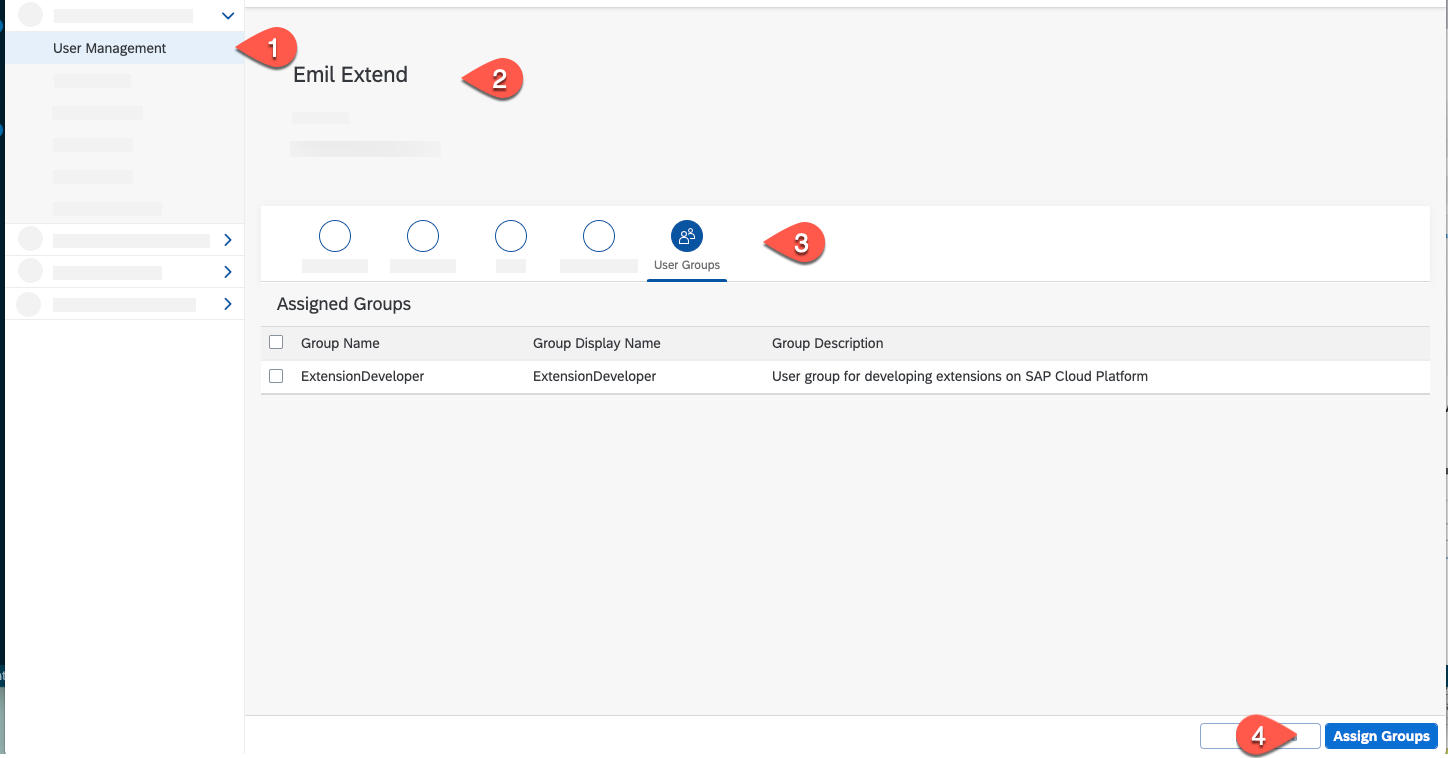 User Management
1
Emil Extend
2
User Groups
3
Assigned Groups
Group Name Group Display Name Group Description
ExtensionDeveloper ExtensionDeveloper User group for developing extensions on SAP Cloud Platform
4
Assign Groups